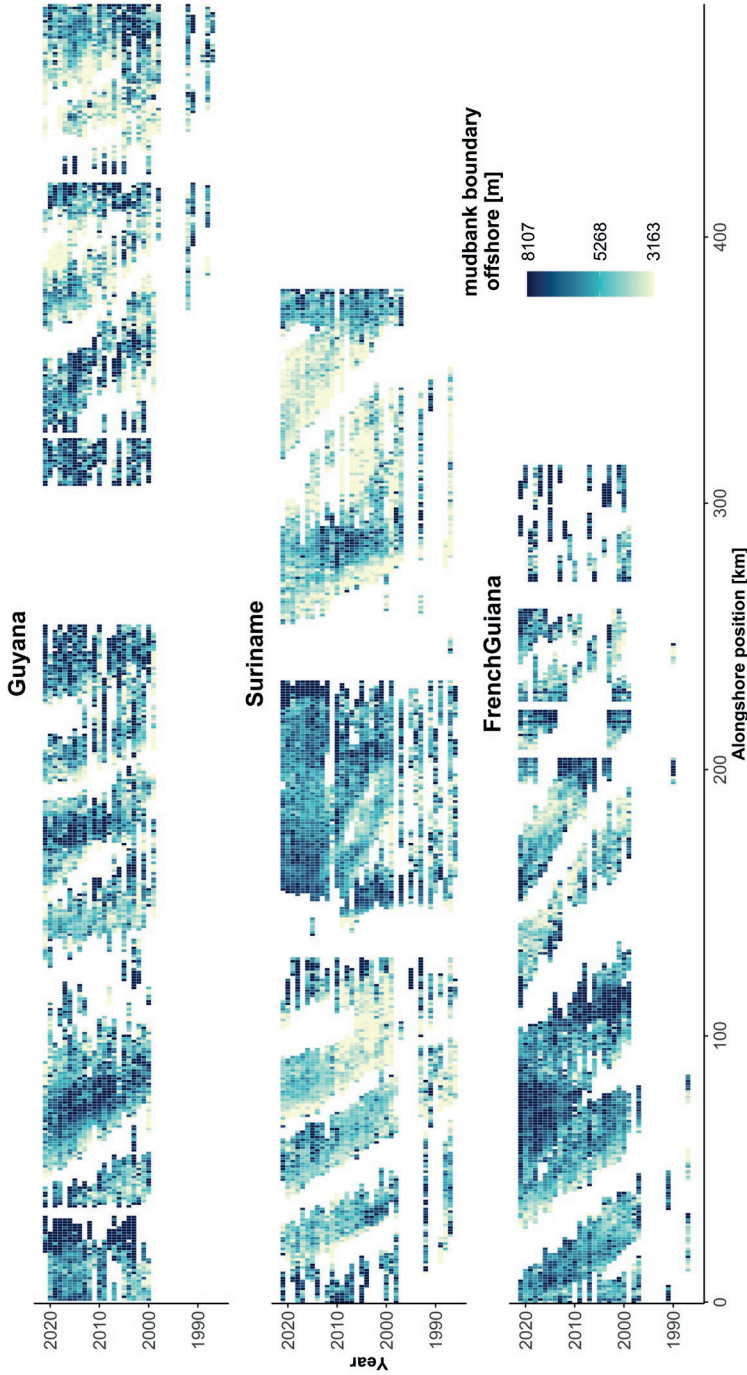 Guyana
2020
2010
2000
1990
Suriname
2020
2010
2000
1990
Year
mudbank boundary
offshore [m]
8107
5268
3163
FrenchGuiana
2020
2010
2000
1990
0
100
200
300
400
Alongshore position [km]